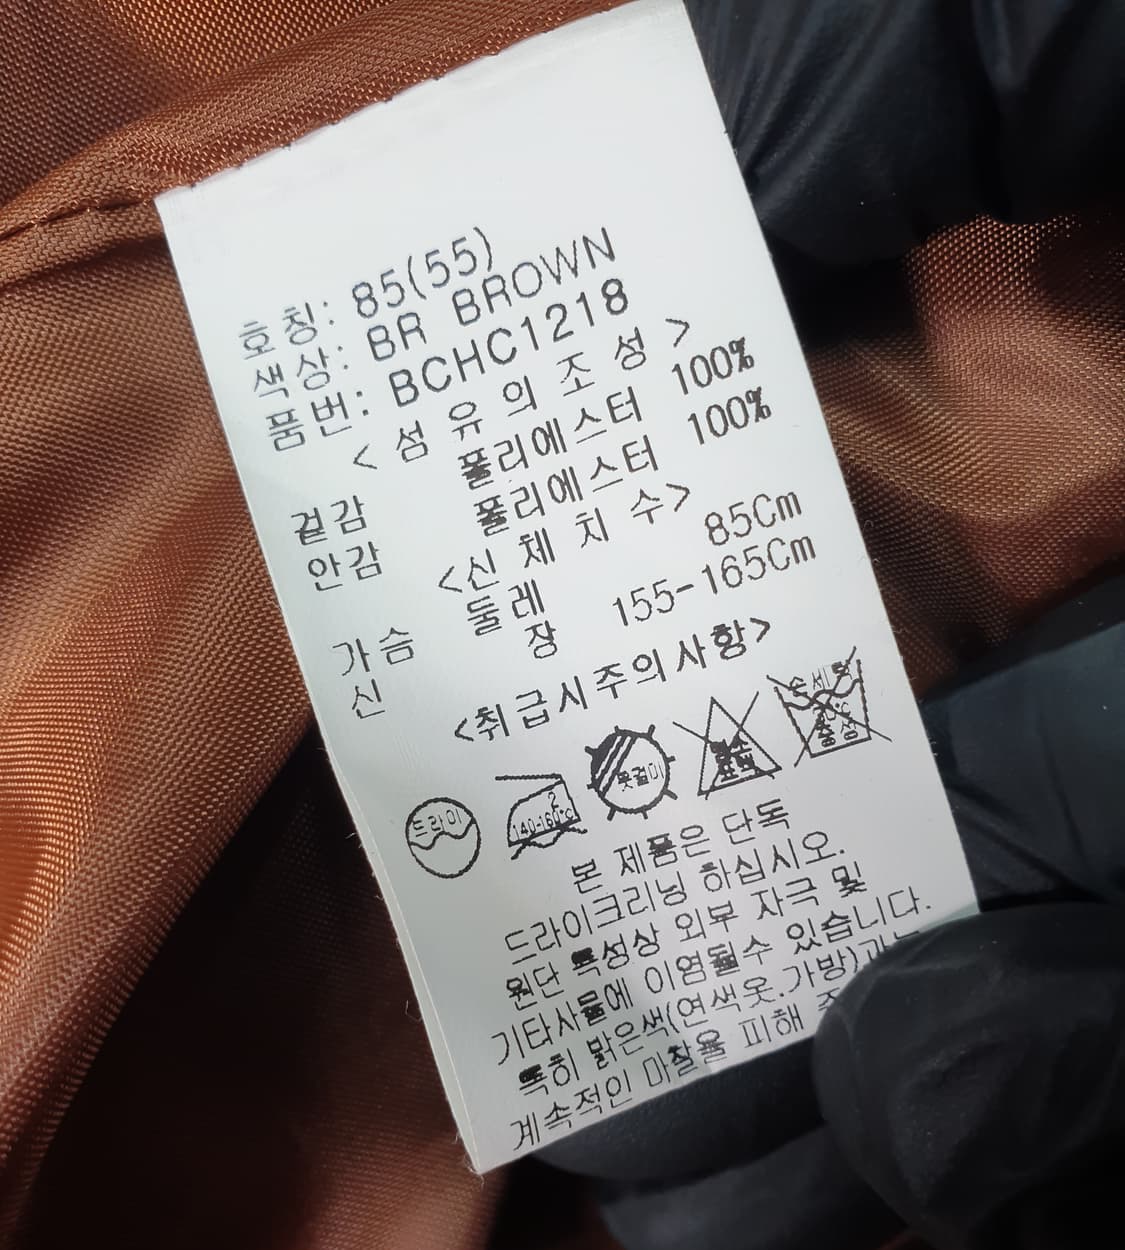 호칭: 85(55)
색상: BR BROWN
품번: BCHC1218
< 섬 유 의 조 성 >
겉감 폴리에스터 100%
안감 폴리에스터 100%
<신 체 치 수>
가슴 둘레 85Cm
신 장 155-165Cm
<취급시주의사항>
드라이 2 140-160℃ 옷걸이 손세탁 중성
본 제품은 단독
드라이크리닝 하십시오.
원단 특성상 외부 자극 및
기타사물에 이염될수 있습니다.
특히 밝은색(연색옷.가방)과는
계속적인 마찰을 피해